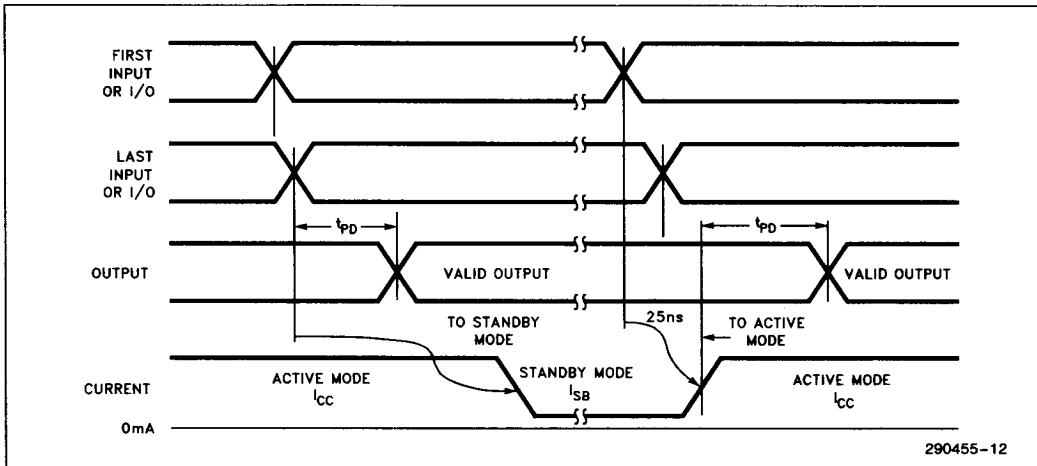 FIRST
INPUT
OR I/O
LAST
INPUT
OR I/O
tPD
tPD
OUTPUT
VALID OUTPUT
VALID OUTPUT
TO STANDBY
MODE
25ns
TO ACTIVE
MODE
CURRENT
ACTIVE MODE
ICC
STANDBY MODE
ISB
ACTIVE MODE
ICC
0mA
290455-12